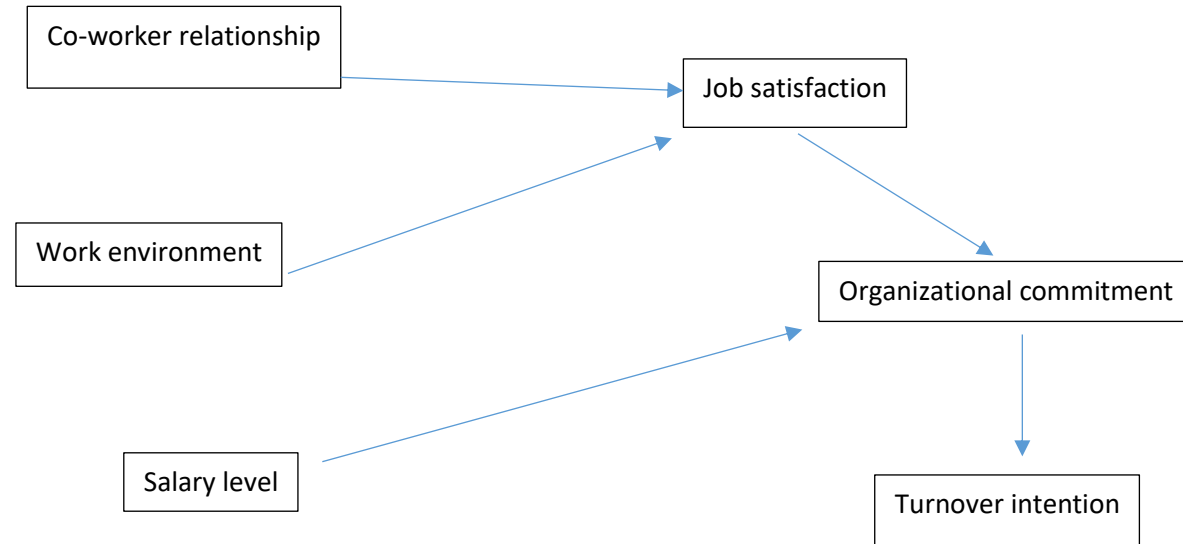 Co-worker relationship
Job satisfaction
Work environment
Organizational commitment
Salary level
Turnover intention